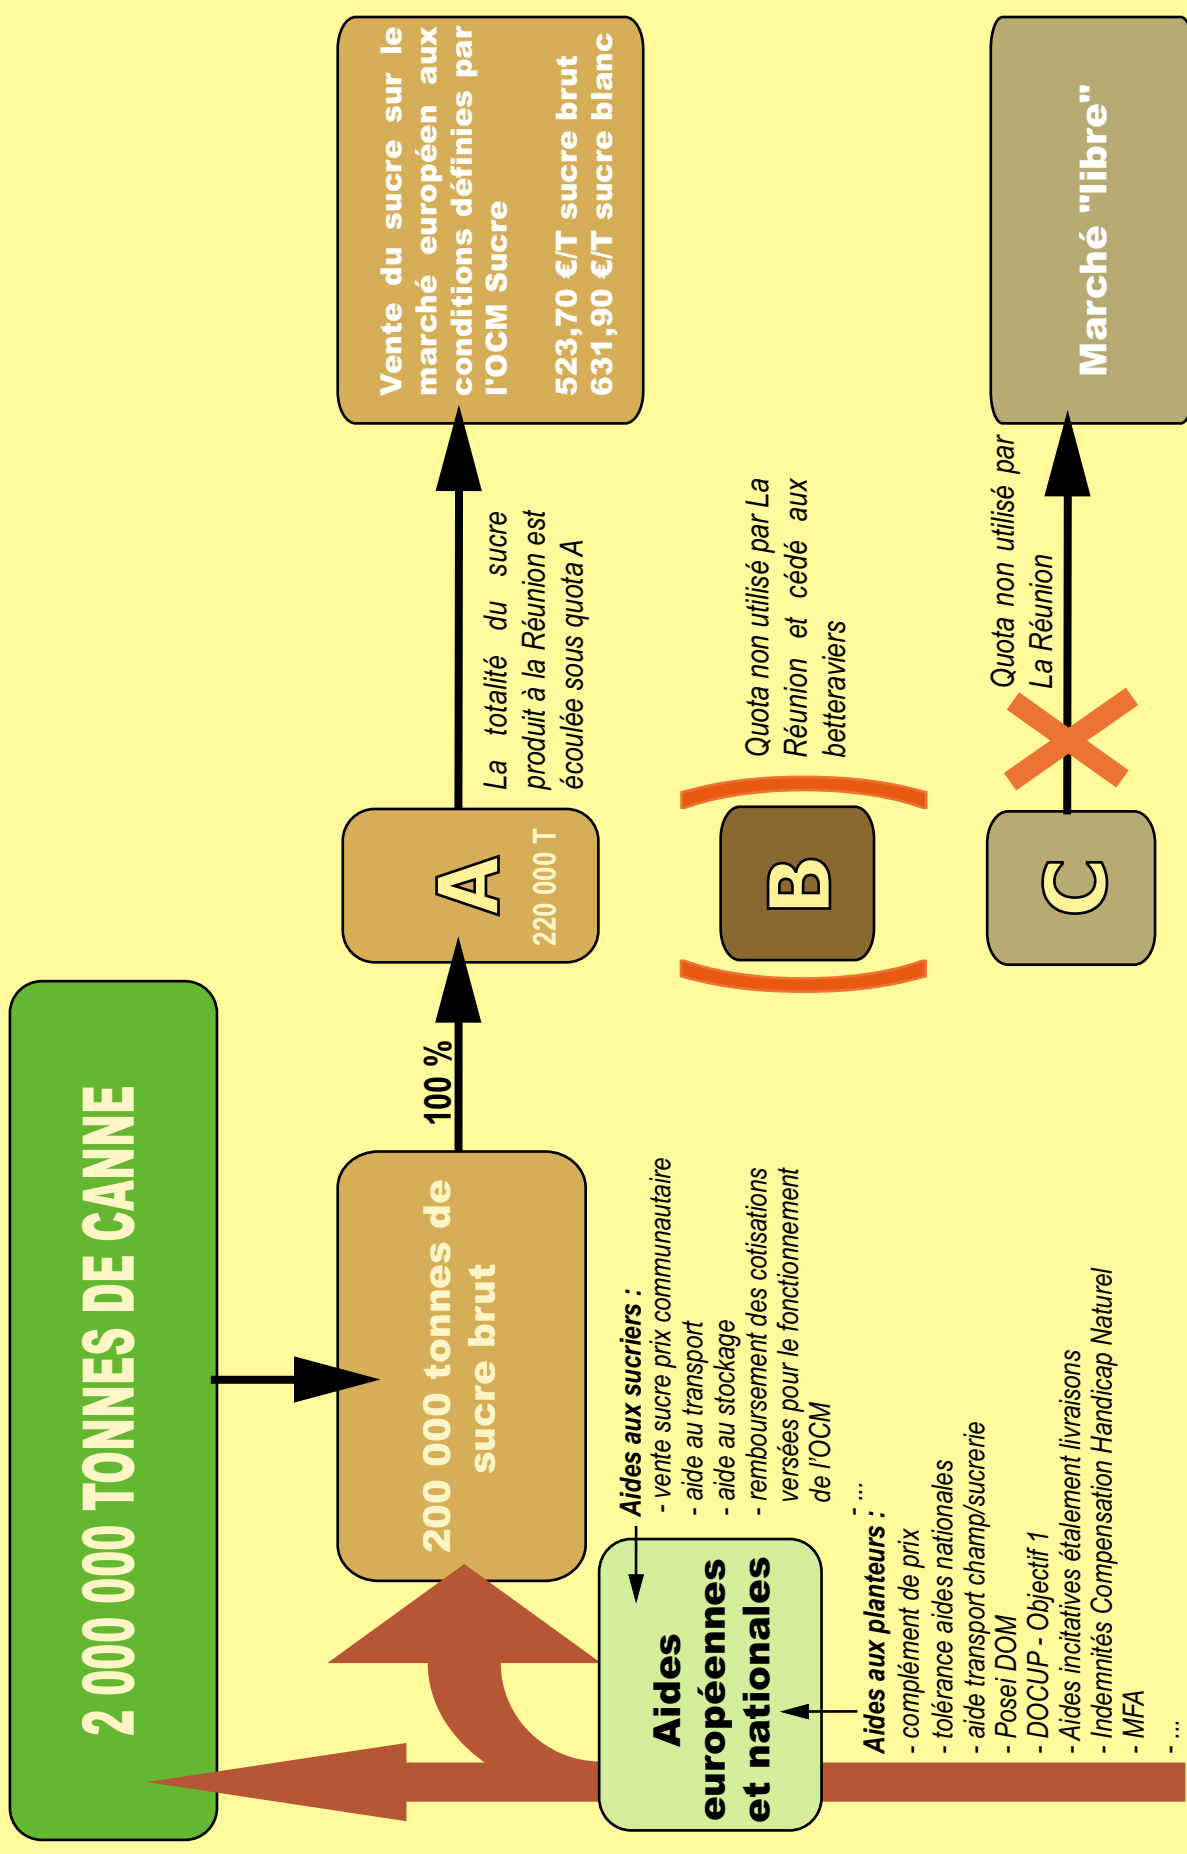 2 000 000 TONNES DE CANNE
200 000 tonnes de
sucre brut
100 %
A
220 000 T
La totalité du sucre
produit à la Réunion est
écoulée sous quota A
Vente du sucre sur le
marché européen aux
conditions définies par
l'OCM Sucre
523,70 €/T sucre brut
631,90 €/T sucre blanc
Aides
européennes
et nationales
Aides aux sucriers :
- vente sucre prix communautaire
- aide au transport
- aide au stockage
- remboursement des cotisations
versées pour le fonctionnement
de l'OCM
- ...
Aides aux planteurs :
- complément de prix
- tolérance aides nationales
- aide transport champ/sucrerie
- Posei DOM
- DOCUP - Objectif 1
- Aides incitatives étalement livraisons
- Indemnités Compensation Handicap Naturel
- MFA
- ...
B
Quota non utilisé par La
Réunion et cédé aux
betteraviers
C
Quota non utilisé par
La Réunion
Marché "libre"